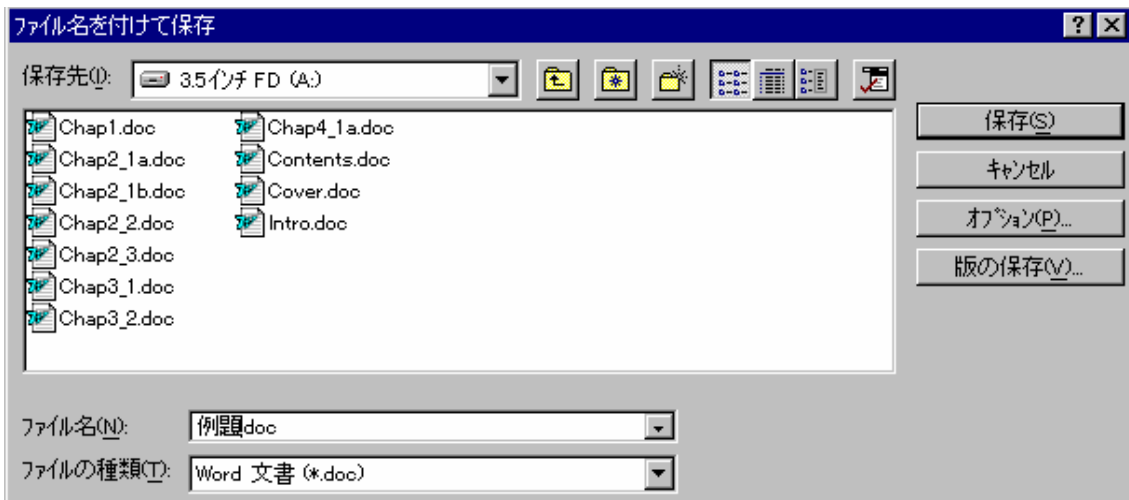 ファイル名を付けて保存
保存先(I): 3.5インチ FD (A:)
Chap1.doc
Chap2_1a.doc
Chap2_1b.doc
Chap2_2.doc
Chap2_3.doc
Chap3_1.doc
Chap3_2.doc
Chap4_1a.doc
Contents.doc
Cover.doc
Intro.doc
保存(S)
キャンセル
オプション(P)...
版の保存(V)...
ファイル名(N): 例題doc
ファイルの種類(T): Word 文書 (*.doc)